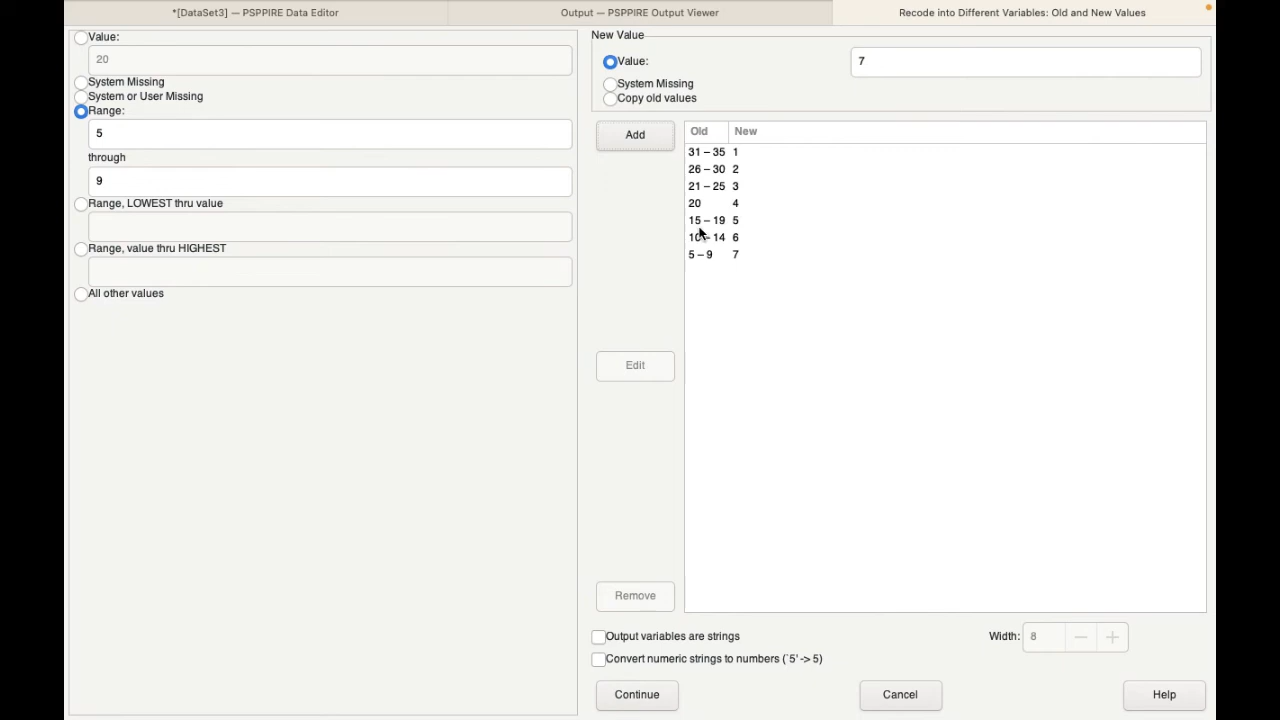 *[DataSet3] — PSPPIRE Data Editor
Output — PSPPIRE Output Viewer
Recode into Different Variables: Old and New Values
Value:
20
System Missing
System or User Missing
Range:
5
through
9
Range, LOWEST thru value
Range, value thru HIGHEST
All other values
New Value
Value:
7
System Missing
Copy old values
Add
Edit
Remove
Old New
31 – 35 1
26 – 30 2
21 – 25 3
20 4
15 – 19 5
10 – 14 6
5 – 9 7
Output variables are strings
Width: 8
Convert numeric strings to numbers (`5' -> 5)
Continue
Cancel
Help